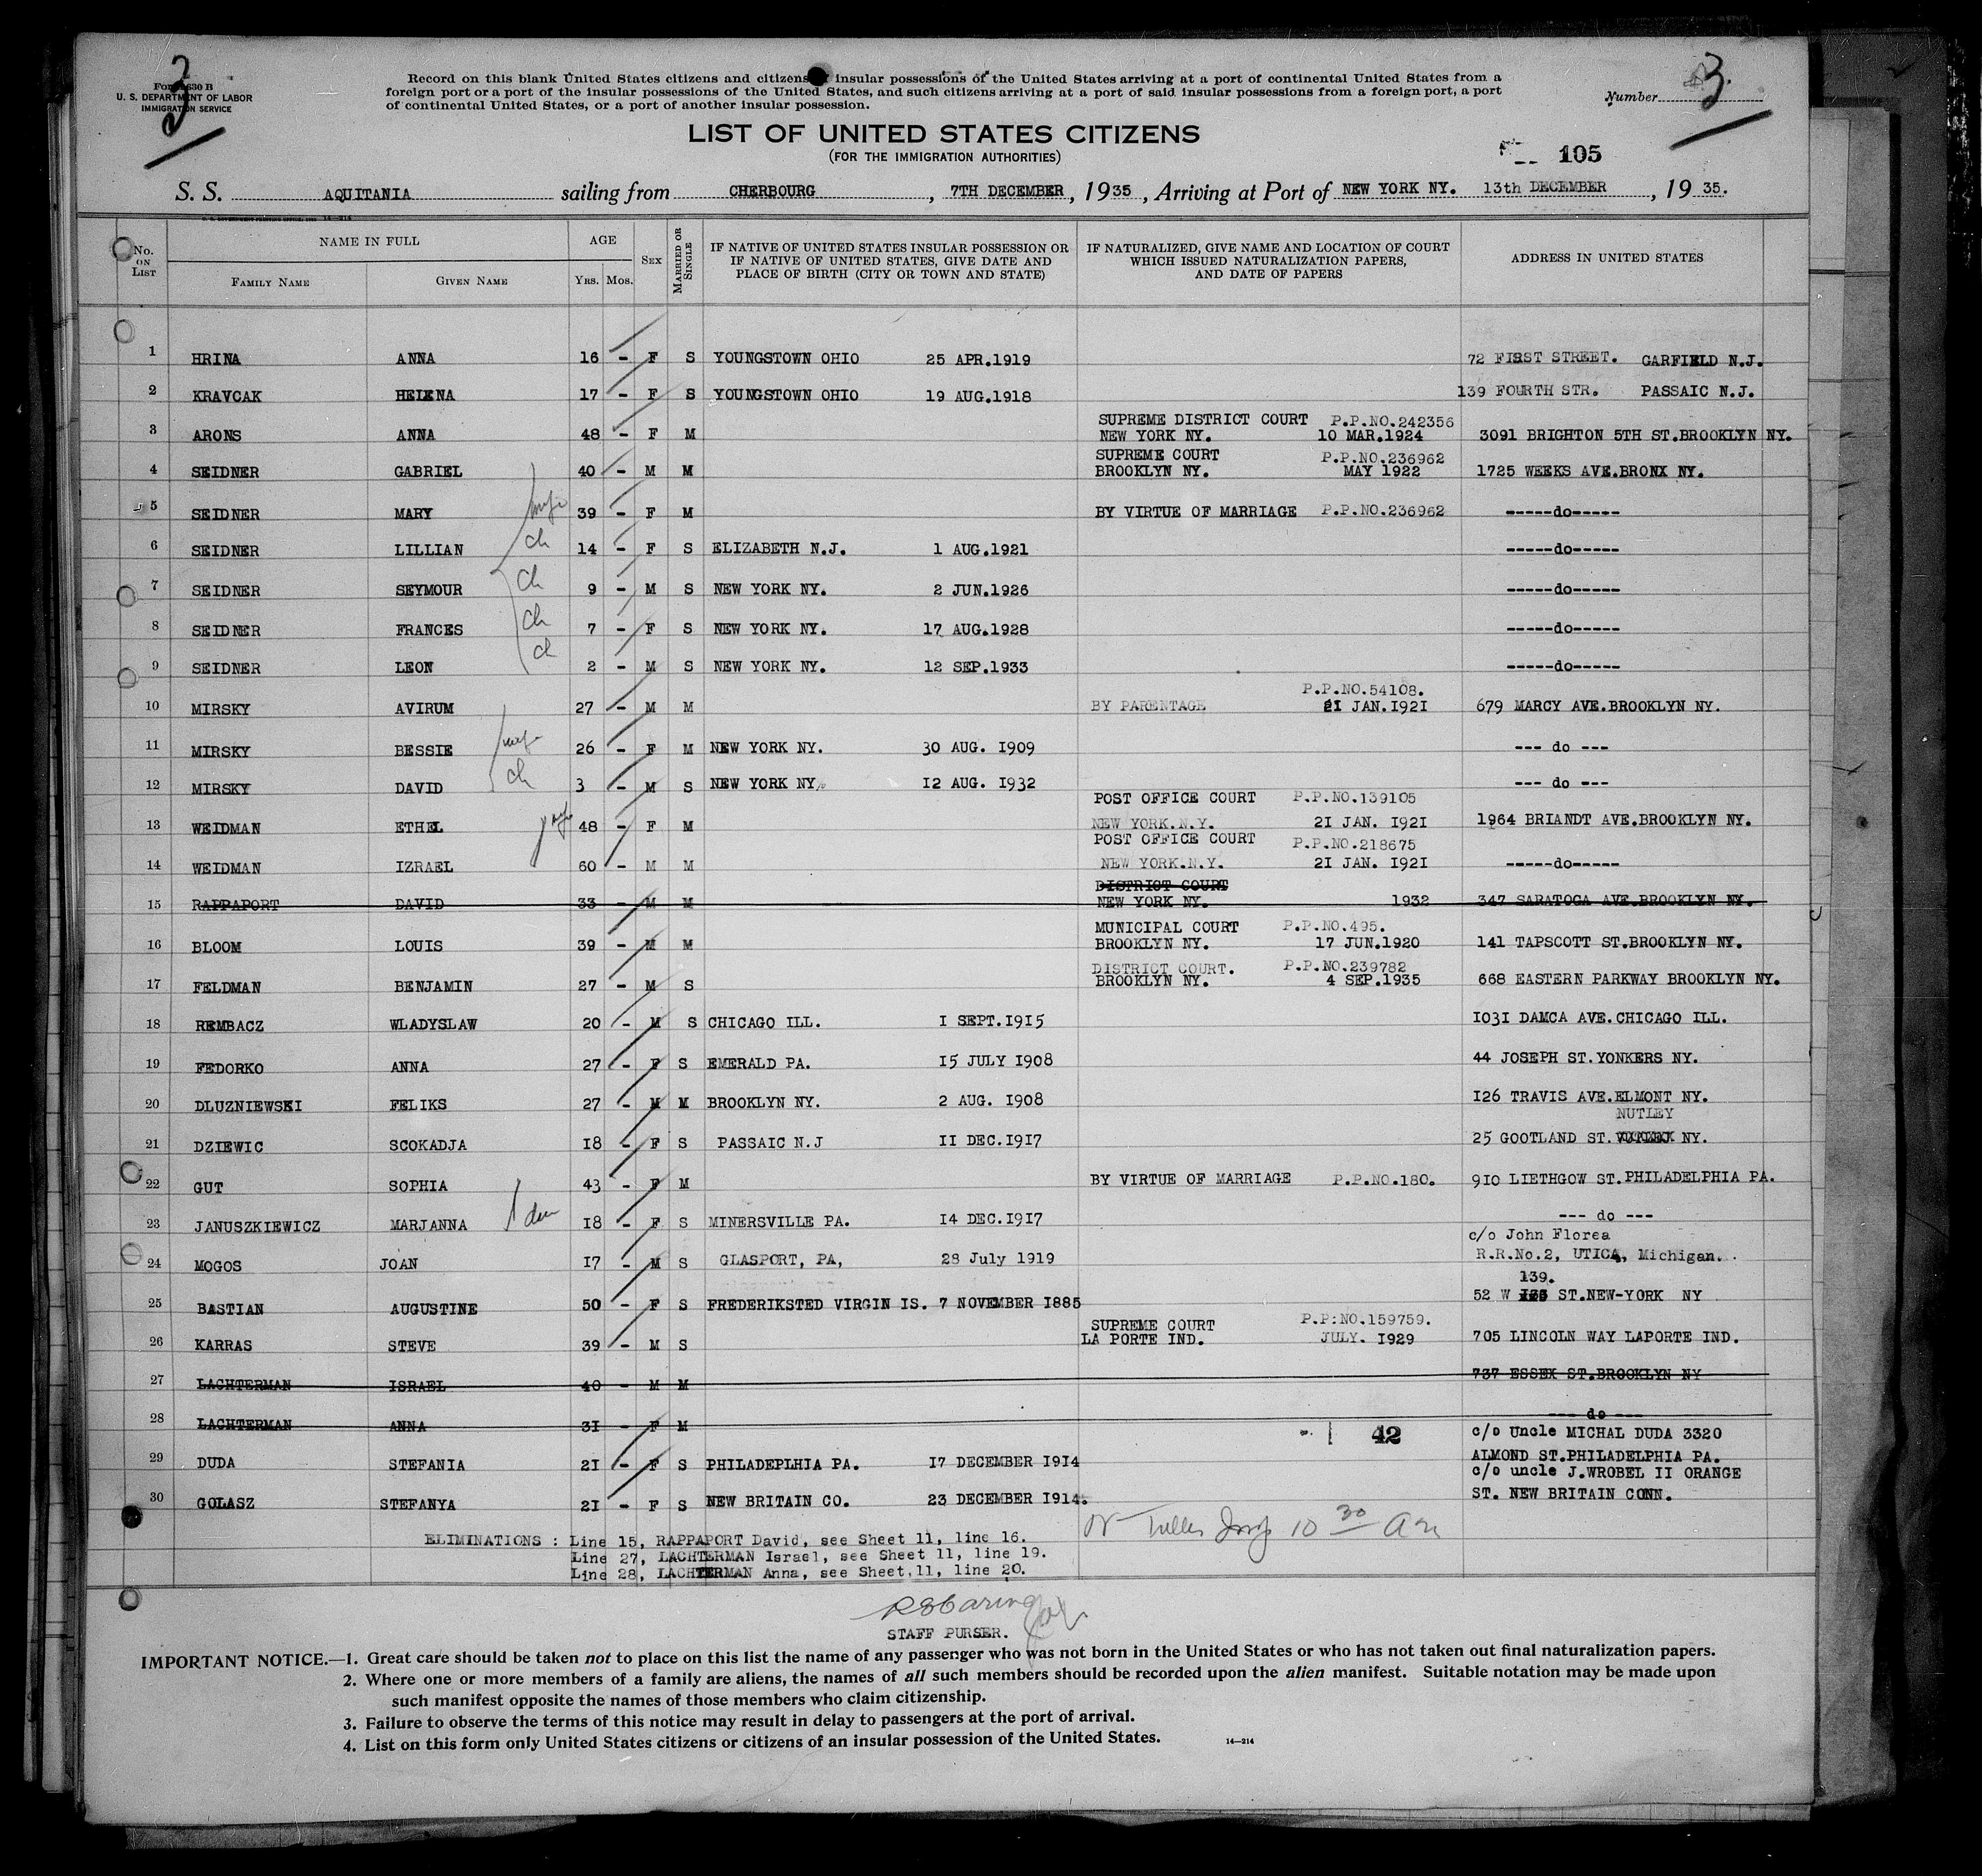 Form 630 B
U. S. DEPARTMENT OF LABOR
IMMIGRATION SERVICE
3
Record on this blank United States citizens and citizens of insular possessions of the United States arriving at a port of continental United States from a
foreign port or a port of the insular possessions of the United States, and such citizens arriving at a port of said insular possessions from a foreign port, a port
of continental United States, or a port of another insular possession.
Number 3
LIST OF UNITED STATES CITIZENS
(FOR THE IMMIGRATION AUTHORITIES)
105
S. S. AQUITANIA sailing from CHERBOURG, 7TH DECEMBER, 1935, Arriving at Port of NEW YORK NY. 13th DECEMBER, 1935.
No. ON LIST
NAME IN FULL
FAMILY NAME GIVEN NAME
AGE
YRS. MOS.
SEX
MARRIED OR SINGLE
IF NATIVE OF UNITED STATES INSULAR POSSESSION OR
IF NATIVE OF UNITED STATES, GIVE DATE AND
PLACE OF BIRTH (CITY OR TOWN AND STATE)
IF NATURALIZED, GIVE NAME AND LOCATION OF COURT
WHICH ISSUED NATURALIZATION PAPERS,
AND DATE OF PAPERS
ADDRESS IN UNITED STATES
1 HRINA ANNA 16 - F S YOUNGSTOWN OHIO 25 APR.1919 72 FIRST STREET. GARFIELD N.J.
2 KRAVCAK HELENA 17 - F S YOUNGSTOWN OHIO 19 AUG.1918 139 FOURTH STR. PASSAIC N.J.
SUPREME DISTRICT COURT P.P.NO.242356
3 ARONS ANNA 48 - F M NEW YORK NY. 10 MAR.1924 3091 BRIGHTON 5TH ST.BROOKLYN NY.
SUPREME COURT P.P.NO.236962
4 SEIDNER GABRIEL 40 - M M BROOKLYN NY. MAY 1922 1725 WEEKS AVE.BRONX NY.
5 SEIDNER MARY 39 - F M BY VIRTUE OF MARRIAGE P.P.NO.236962 -----do-----
6 SEIDNER LILLIAN ch 14 - F S ELIZABETH N.J. 1 AUG.1921 -----do-----
7 SEIDNER SEYMOUR ch 9 - M S NEW YORK NY. 2 JUN.1926 -----do-----
8 SEIDNER FRANCES ch 7 - F S NEW YORK NY. 17 AUG.1928 -----do-----
9 SEIDNER LEON ch 2 - M S NEW YORK NY. 12 SEP.1933 -----do-----
P.P.NO.54108.
10 MIRSKY AVIRUM 27 - M M BY PARENTAGE 21 JAN.1921 679 MARCY AVE.BROOKLYN NY.
11 MIRSKY BESSIE 26 - F M NEW YORK NY. 30 AUG. 1909 --- do ---
12 MIRSKY DAVID ch 3 - M S NEW YORK NY. 12 AUG. 1932 --- do ---
POST OFFICE COURT P.P.NO.139105
13 WEIDMAN ETHEL 48 - F M NEW YORK.N.Y. 21 JAN. 1921 1964 BRIANDT AVE.BROOKLYN NY.
POST OFFICE COURT P.P.NO.218675
14 WEIDMAN IZRAEL 60 - M M NEW YORK.N.Y. 21 JAN. 1921 -----do-----
DISTRICT COURT
15 RAPPAPORT DAVID 33 - M M NEW YORK NY. 1932 347 SARATOGA AVE.BROOKLYN NY.
MUNICIPAL COURT P.P.NO.495.
16 BLOOM LOUIS 39 - M M BROOKLYN NY. 17 JUN.1920 141 TAPSCOTT ST.BROOKLYN NY.
DISTRICT COURT. P.P.NO.239782
17 FELDMAN BENJAMIN 27 - M S BROOKLYN NY. 4 SEP.1935 668 EASTERN PARKWAY BROOKLYN NY.
18 REMBACZ WLADYSLAW 20 - M S CHICAGO ILL. 1 SEPT.1915 1031 DAMCA AVE.CHICAGO ILL.
19 FEDORKO ANNA 27 - F S EMERALD PA. 15 JULY 1908 44 JOSEPH ST.YONKERS NY.
20 DLUZNIEWSKI FELIKS 27 - M M BROOKLYN NY. 2 AUG. 1908 126 TRAVIS AVE.ELMONT NY.
NUTLEY
21 DZIEWIC SCOKADJA 18 - F S PASSAIC N.J 11 DEC.1917 25 GOOTLAND ST. NY.
22 GUT SOPHIA 43 - F M BY VIRTUE OF MARRIAGE P.P.NO.180. 910 LIETHGOW ST.PHILADELPHIA PA.
23 JANUSZKIEWICZ MARJANNA 18 - F S MINERSVILLE PA. 14 DEC.1917 --- do ---
c/o John Florea
24 MOGOS JOAN 17 - M S GLASPORT, PA, 28 July 1919 R.R.No.2, UTICA, Michigan.
139.
25 BASTIAN AUGUSTINE 50 - F S FREDERIKSTED VIRGIN IS. 7 NOVEMBER 1885 52 W ST.NEW-YORK NY
SUPREME COURT P.P:NO.159759.
26 KARRAS STEVE 39 - M S LA PORTE IND. JULY. 1929 705 LINCOLN WAY LAPORTE IND.
27 LACHTERMAN ISRAEL 40 - M M 737 ESSEX ST.BROOKLYN NY
28 LACHTERMAN ANNA 31 - F M --- do ---
42 c/o Uncle MICHAL DUDA 3320
29 DUDA STEFANIA 21 - F S PHILADEPLHIA PA. 17 DECEMBER 1914 ALMOND ST.PHILADELPHIA PA.
c/o uncle J.WROBEL II ORANGE
30 GOLASZ STEFANYA 21 - F S NEW BRITAIN CO. 23 DECEMBER 1914. ST. NEW BRITAIN CONN.
10 30 am
ELIMINATIONS : Line 15, RAPPAPORT David, see Sheet 11, line 16.
Line 27, LACHTERMAN Israel, see Sheet 11, line 19.
Line 28, LACHTERMAN Anna, see Sheet,11, line 20.
STAFF PURSER.
IMPORTANT NOTICE.—1. Great care should be taken not to place on this list the name of any passenger who was not born in the United States or who has not taken out final naturalization papers.
2. Where one or more members of a family are aliens, the names of all such members should be recorded upon the alien manifest. Suitable notation may be made upon
such manifest opposite the names of those members who claim citizenship.
3. Failure to observe the terms of this notice may result in delay to passengers at the port of arrival.
4. List on this form only United States citizens or citizens of an insular possession of the United States.
14—214